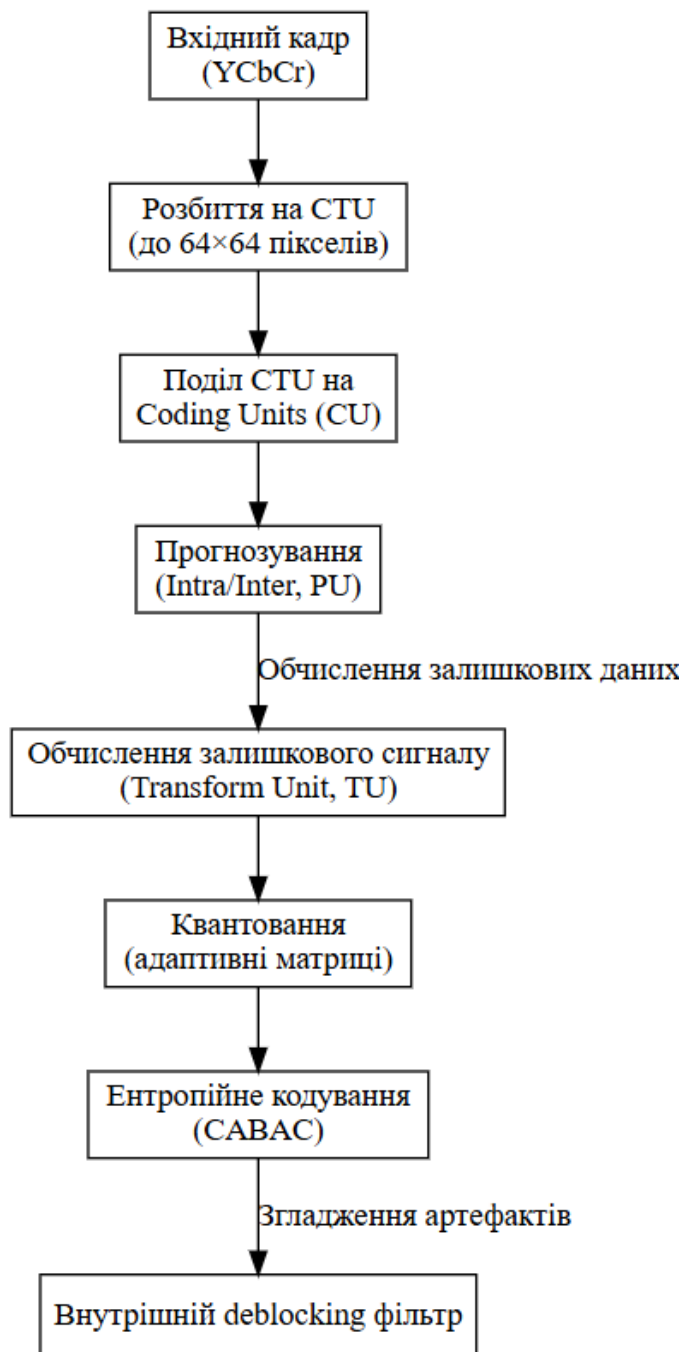 Вхідний кадр
(YCbCr)
Розбиття на CTU
(до 64×64 пікселів)
Поділ CTU на
Coding Units (CU)
Прогнозування
(Intra/Inter, PU)
Обчислення залишкових даних
Обчислення залишкового сигналу
(Transform Unit, TU)
Квантовання
(адаптивні матриці)
Ентропійне кодування
(CABAC)
Згладження артефактів
Внутрішній deblocking фільтр